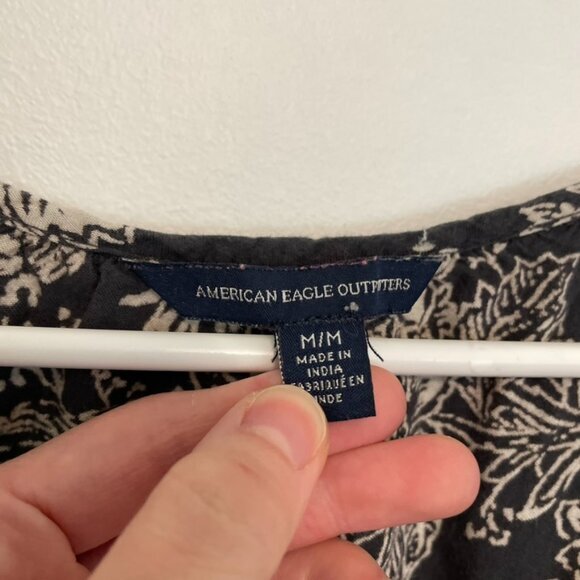 AMERICAN EAGLE OUTFITTERS
M/M
MADE IN
INDIA
FABRIQUÉ EN
INDE